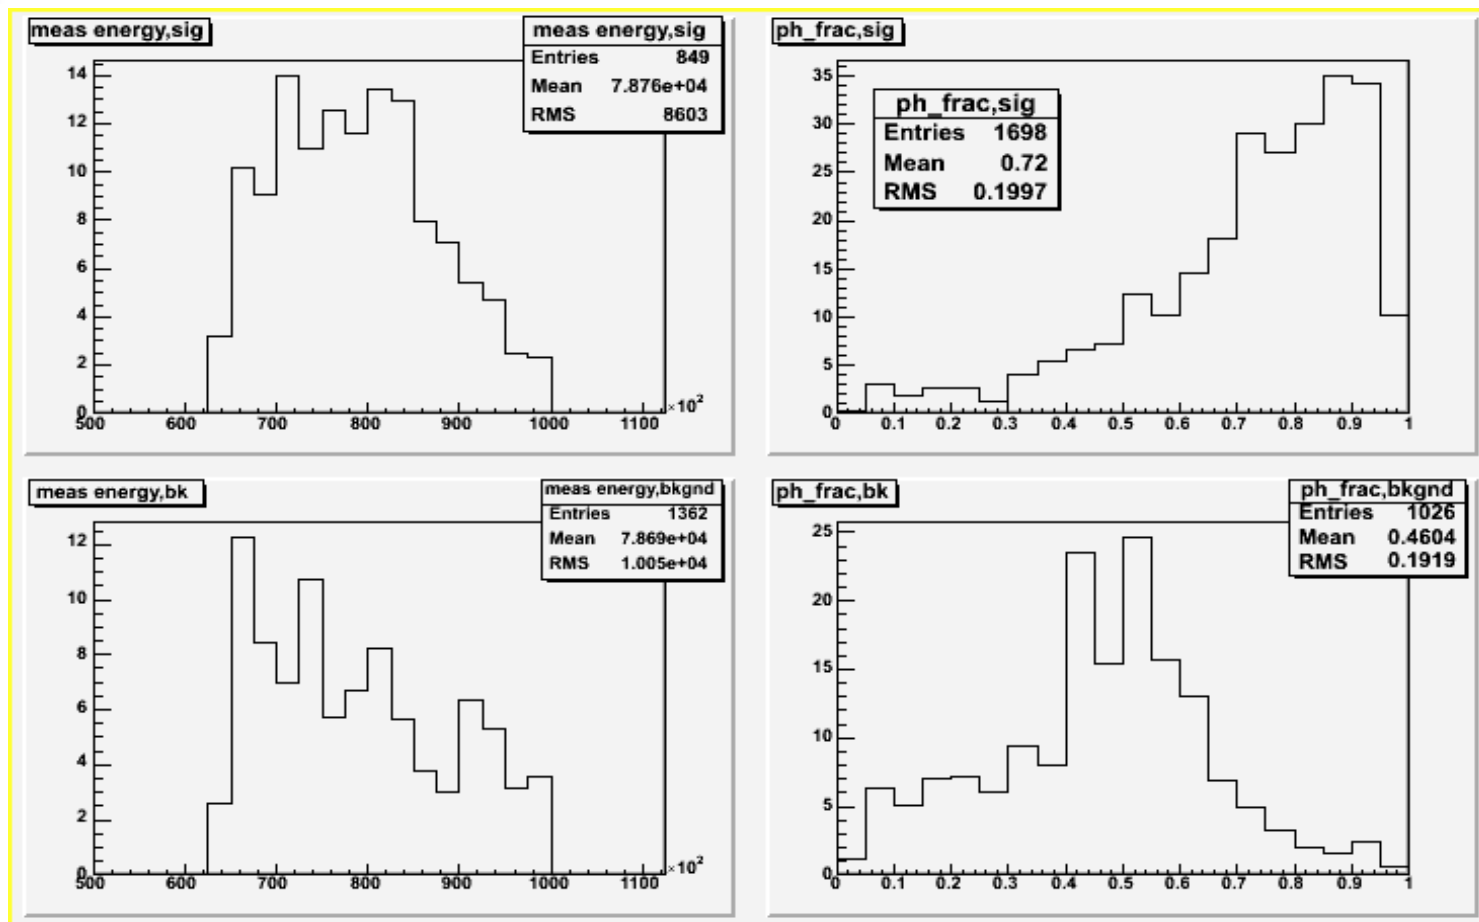 meas energy,sig
meas energy,sig
Entries 849
Mean 7.876e+04
RMS 8603
14
12
10
8
6
4
2
0
500 600 700 800 900 1000 1100 ×10²
ph_frac,sig
ph_frac,sig
Entries 1698
Mean 0.72
RMS 0.1997
35
30
25
20
15
10
5
0
0 0.1 0.2 0.3 0.4 0.5 0.6 0.7 0.8 0.9 1
meas energy,bk
meas energy,bkgnd
Entries 1362
Mean 7.869e+04
RMS 1.005e+04
12
10
8
6
4
2
0
500 600 700 800 900 1000 1100 ×10²
ph_frac,bk
ph_frac,bkgnd
Entries 1026
Mean 0.4604
RMS 0.1919
25
20
15
10
5
0
0 0.1 0.2 0.3 0.4 0.5 0.6 0.7 0.8 0.9 1